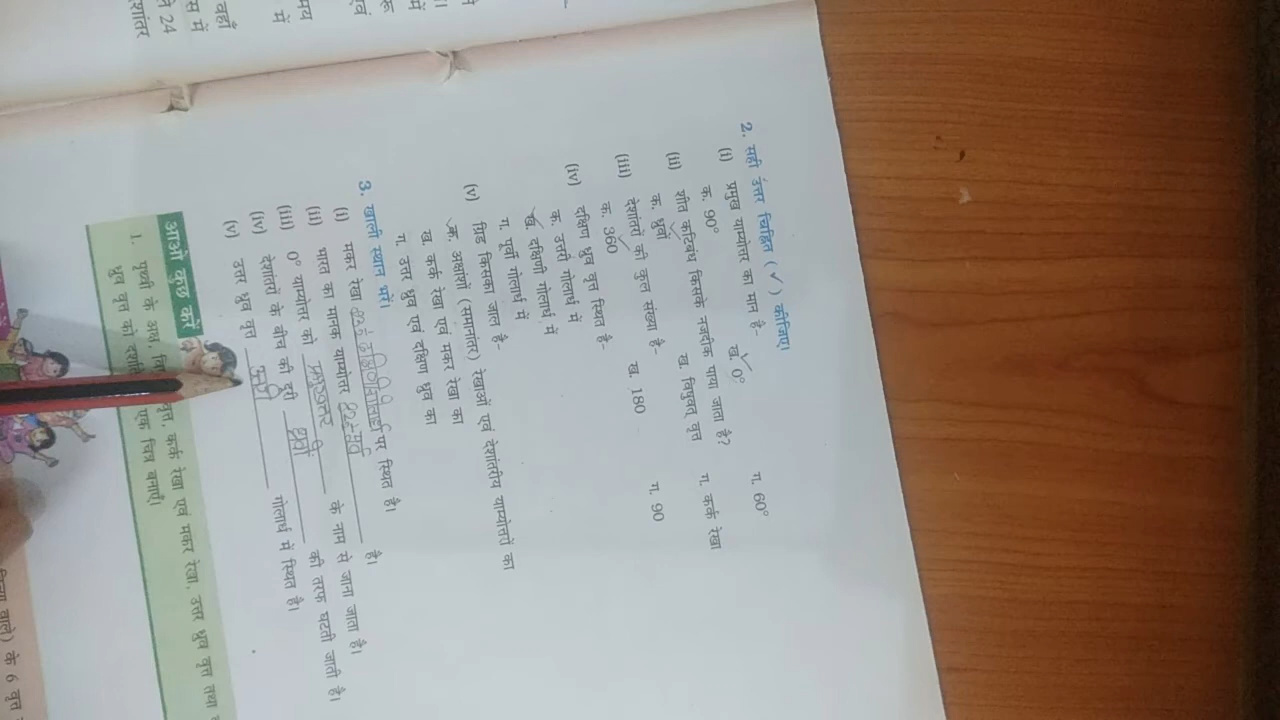 2. सही उत्तर चिह्नित ( ✓ ) कीजिए।
(i) प्रमुख याम्योत्तर का मान है-
क. 90° ख. 0° ग. 60°
(ii) शीत कटिबंध किसके नजदीक पाया जाता है?
क. ध्रुवों ख. विषुवत् वृत्त ग. कर्क रेखा
(iii) देशांतरों की कुल संख्या है-
क. 360 ख. 180 ग. 90
(iv) दक्षिण ध्रुव वृत्त स्थित है-
क. उत्तरी गोलार्ध में
ख. दक्षिणी गोलार्ध में
ग. पूर्वी गोलार्ध में
(v) ग्रिड किसका जाल है-
क. अक्षांशों (समानांतर) रेखाओं एवं देशांतरीय याम्योत्तरों का
ख. कर्क रेखा एवं मकर रेखा का
ग. उत्तर ध्रुव एवं दक्षिण ध्रुव का
3. खाली स्थान भरें।
(i) मकर रेखा पर स्थित है।
(ii) भारत का मानक याम्योत्तर है।
(iii) 0° याम्योत्तर को के नाम से जाना जाता है।
(iv) देशांतरों के बीच की दूरी ध्रुवों की तरफ घटती जाती है।
(v) उत्तर ध्रुव वृत्त गोलार्ध में स्थित है।
आओ कुछ करें
1. पृथ्वी के अक्ष, वृत्त, कर्क रेखा एवं मकर रेखा, उत्तर ध्रुव वृत्त तथा
ध्रुव वृत्त को एक चित्र बनाएँ।
वाले) के 6 वृत्त